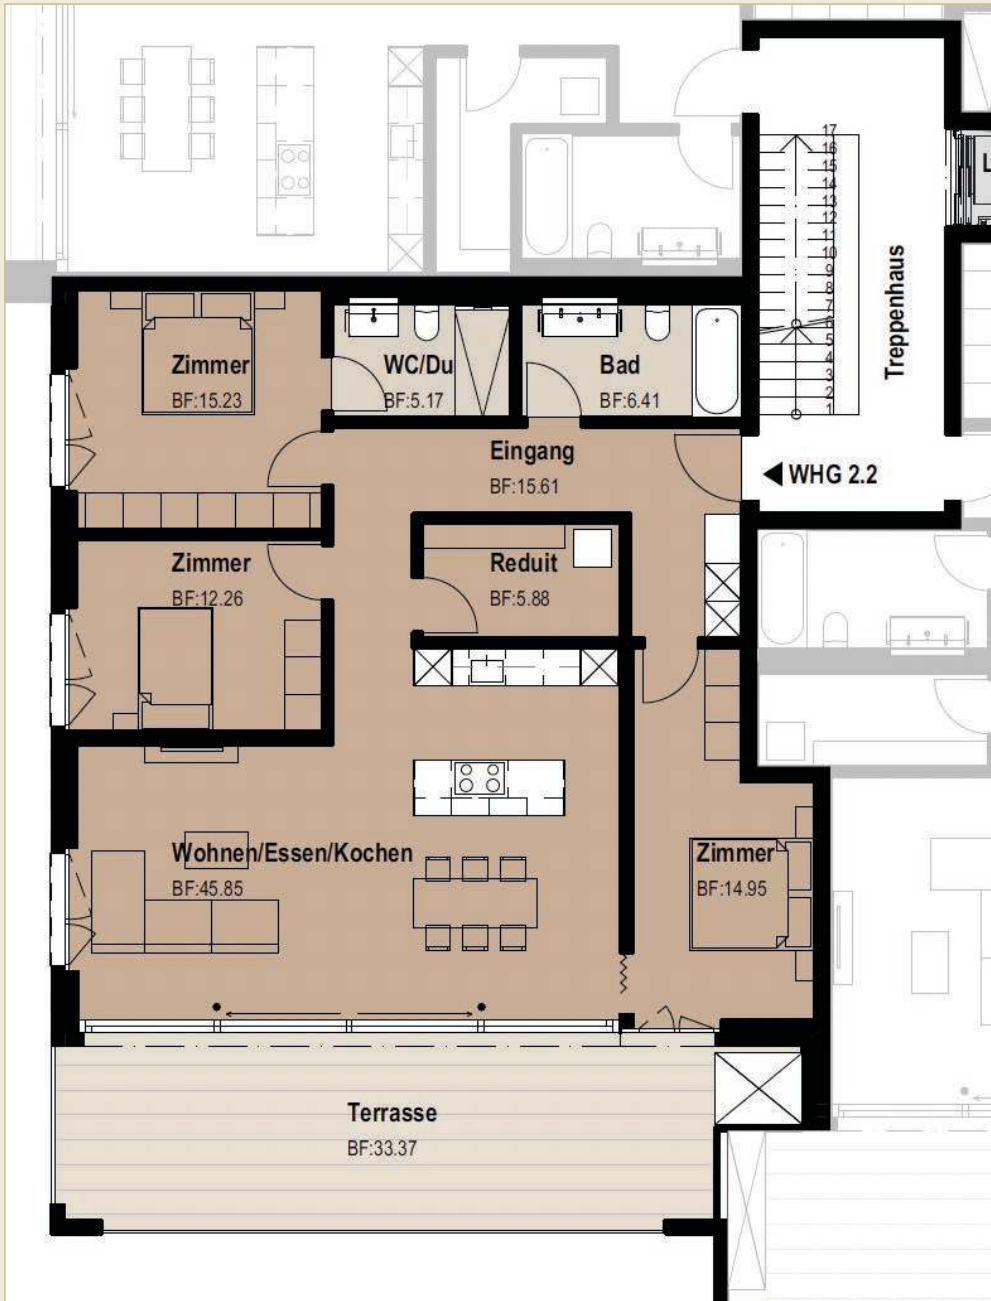 17
16
15
14
13
12
11
10
9
8
7
6
5
4
3
2
1
L
Treppenhaus
Zimmer
BF:15.23
WC/Du
BF:5.17
Bad
BF:6.41
Eingang
BF:15.61
WHG 2.2
Zimmer
BF:12.26
Reduit
BF:5.88
Wohnen/Essen/Kochen
BF:45.85
Zimmer
BF:14.95
Terrasse
BF:33.37